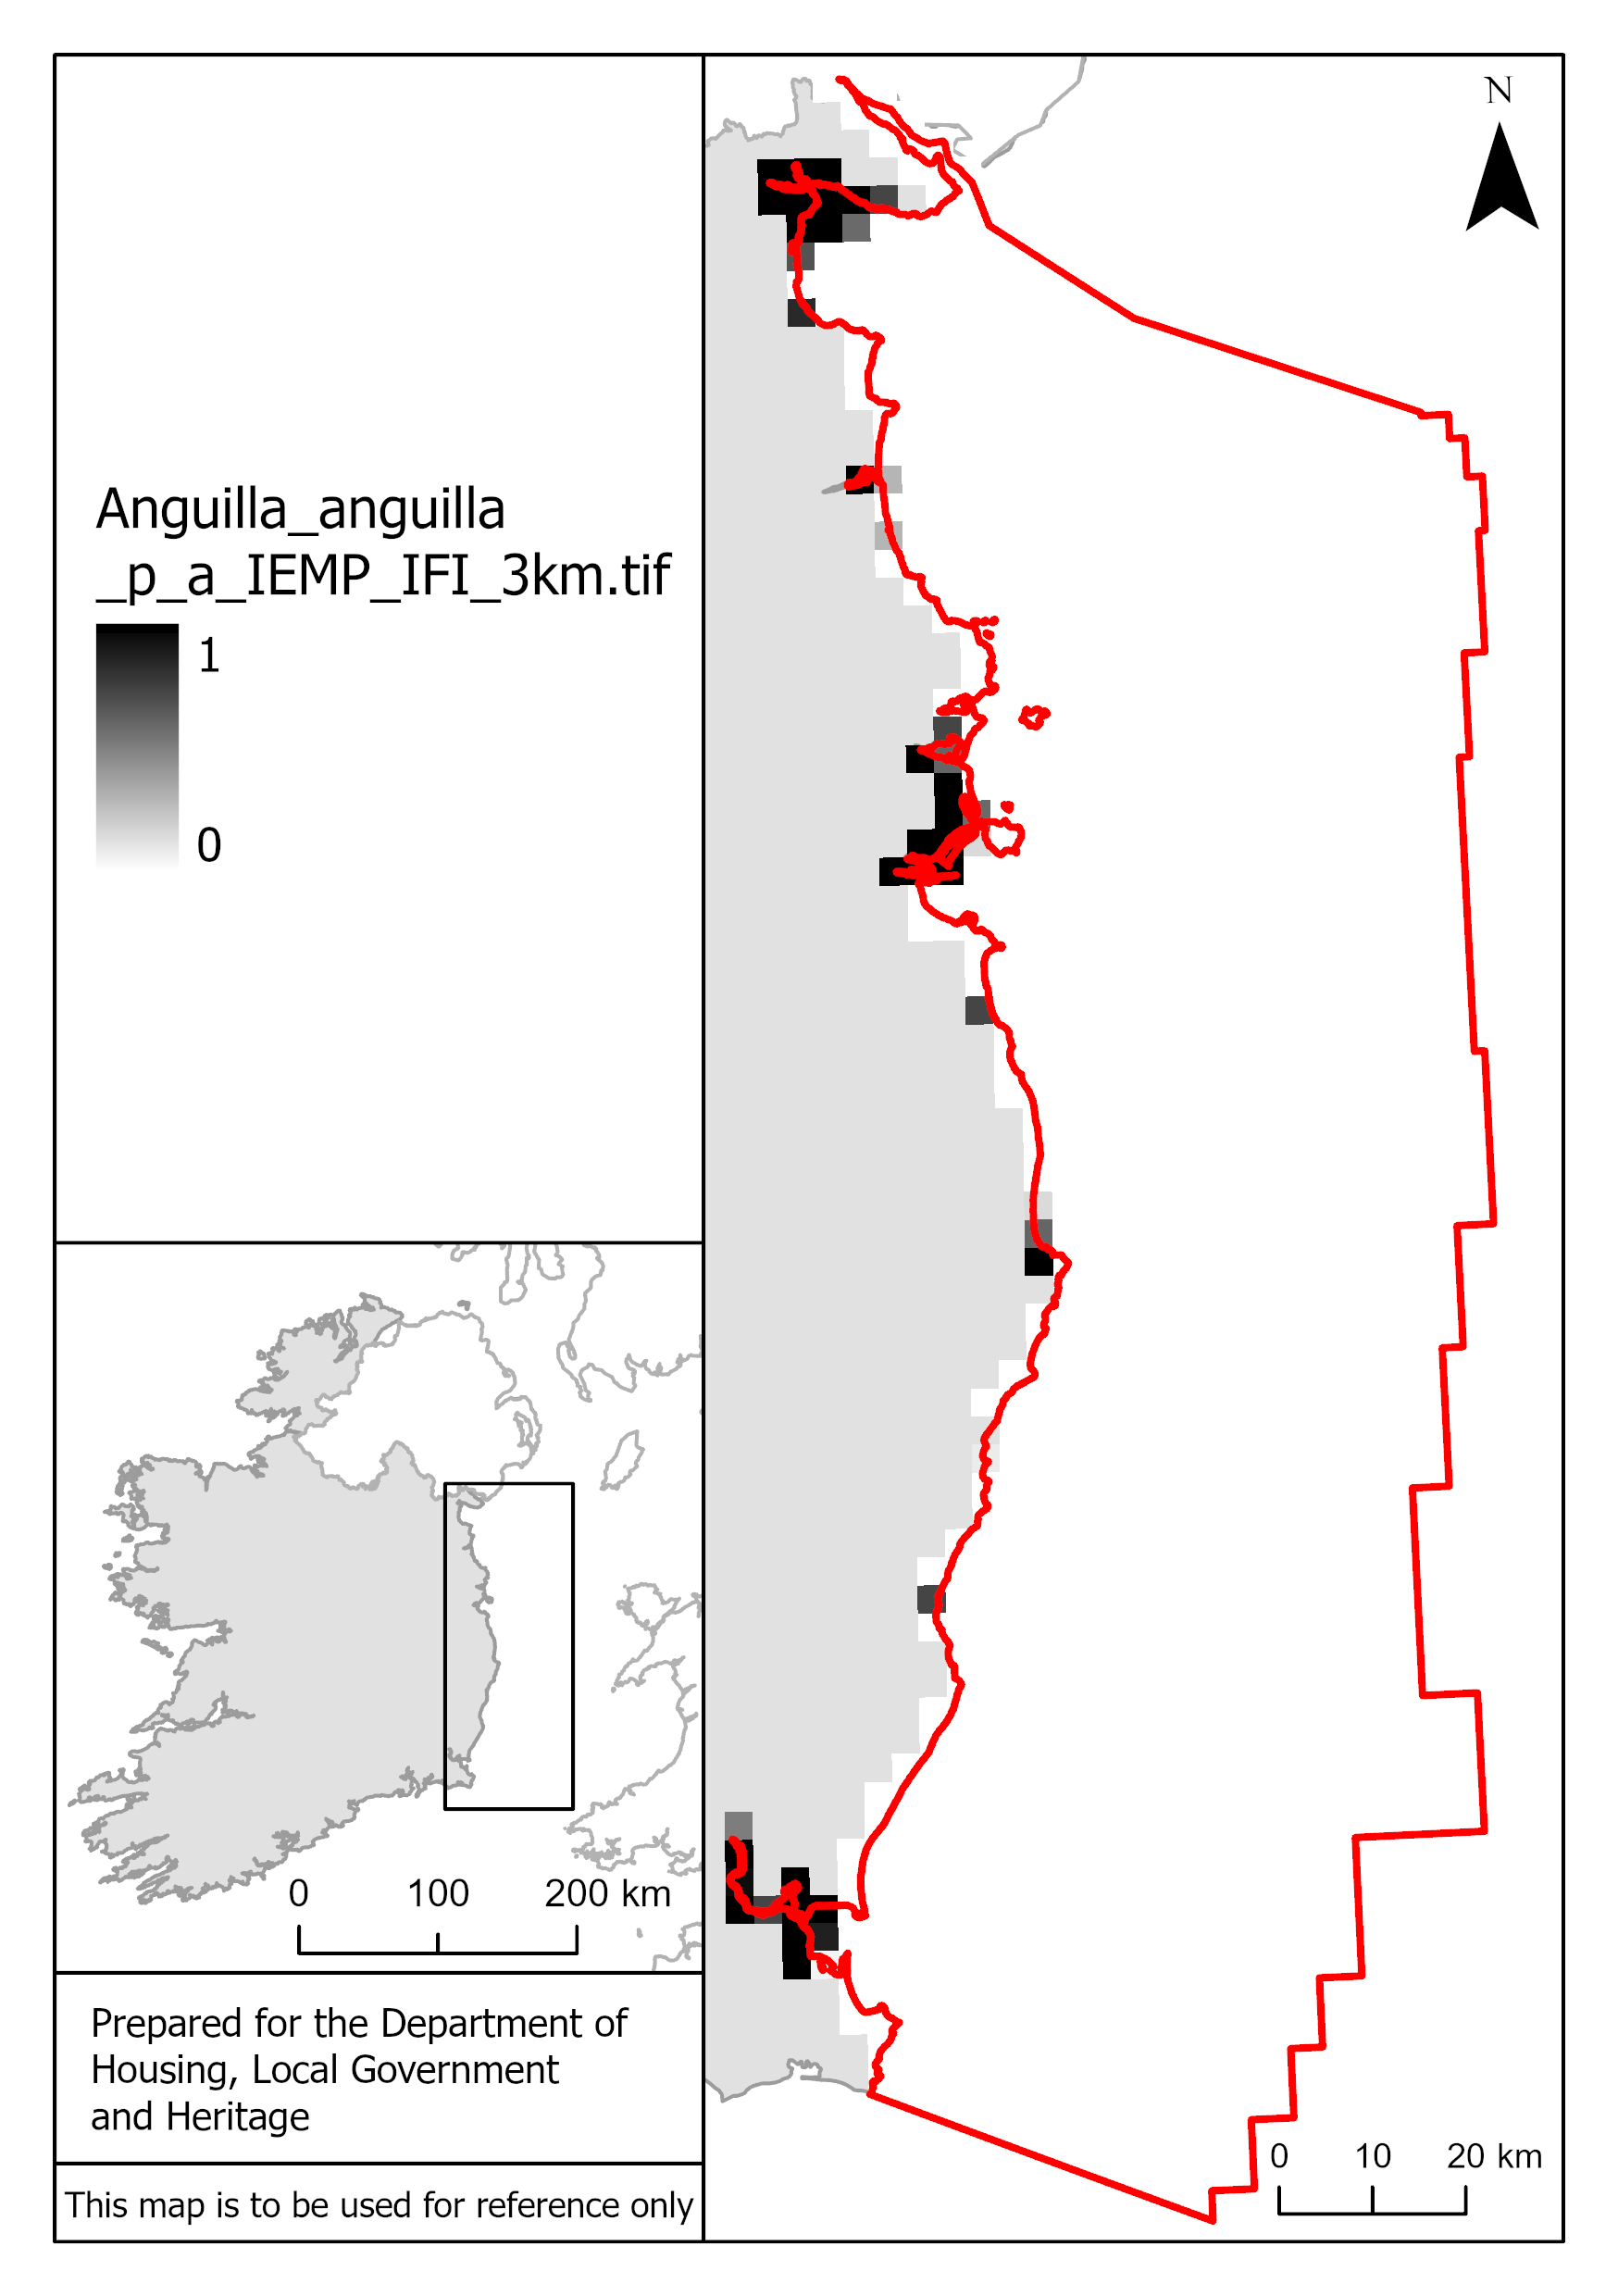 Anguilla_anguilla
_p_a_IEMP_IFI_3km.tif
1
0
0 100 200 km
Prepared for the Department of
Housing, Local Government
and Heritage
This map is to be used for reference only
N
0 10 20 km